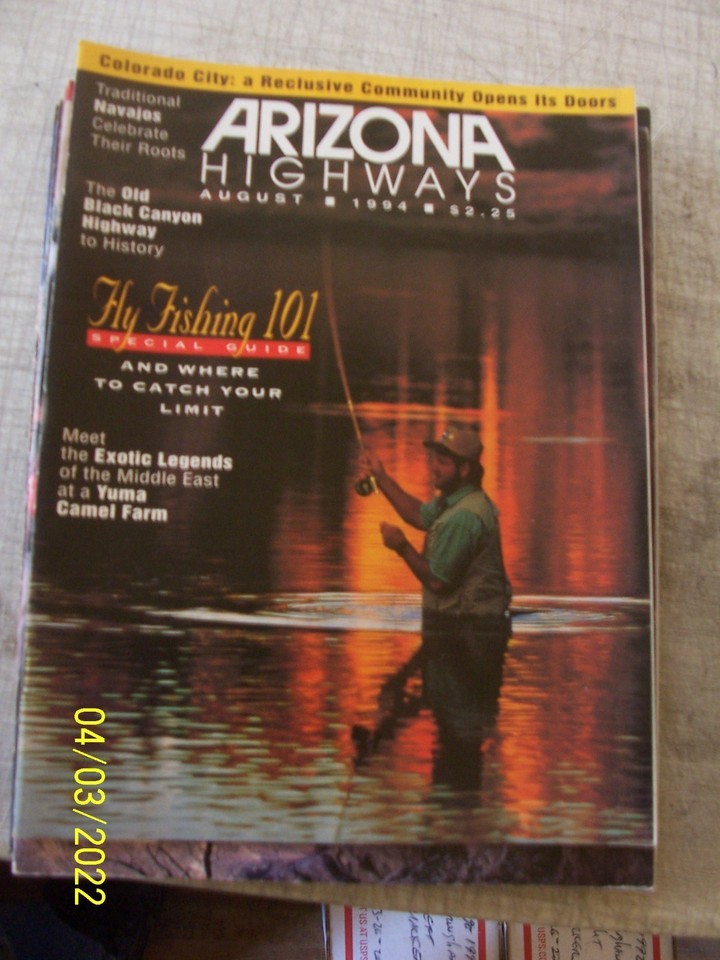 Colorado City: a Reclusive Community Opens Its Doors
Traditional
Navajos
Celebrate
Their Roots
ARIZONA
HIGHWAYS
AUGUST ■ 1994 ■ $2.25
The Old
Black Canyon
Highway
to History
Fly Fishing 101
SPECIAL GUIDE
AND WHERE
TO CATCH YOUR
LIMIT
Meet
the Exotic Legends
of the Middle East
at a Yuma
Camel Farm
04/03/2022